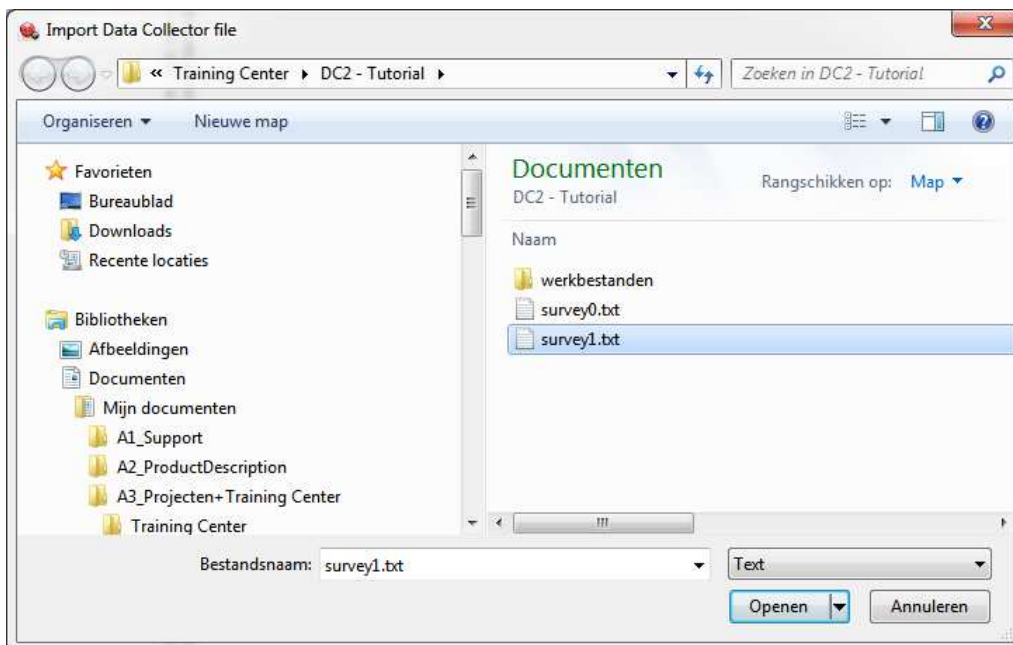 Import Data Collector file
« Training Center DC2 - Tutorial
Zoeken in DC2 - Tutorial
Organiseren Nieuwe map
Favorieten
Bureaublad
Downloads
Recente locaties
Bibliotheken
Afbeeldingen
Documenten
Mijn documenten
A1_Support
A2_ProductDescription
A3_Projecten+Training Center
Training Center
Documenten
DC2 - Tutorial
Rangschikken op: Map
Naam
werkbestanden
survey0.txt
survey1.txt
Bestandsnaam: survey1.txt
Text
Openen Annuleren